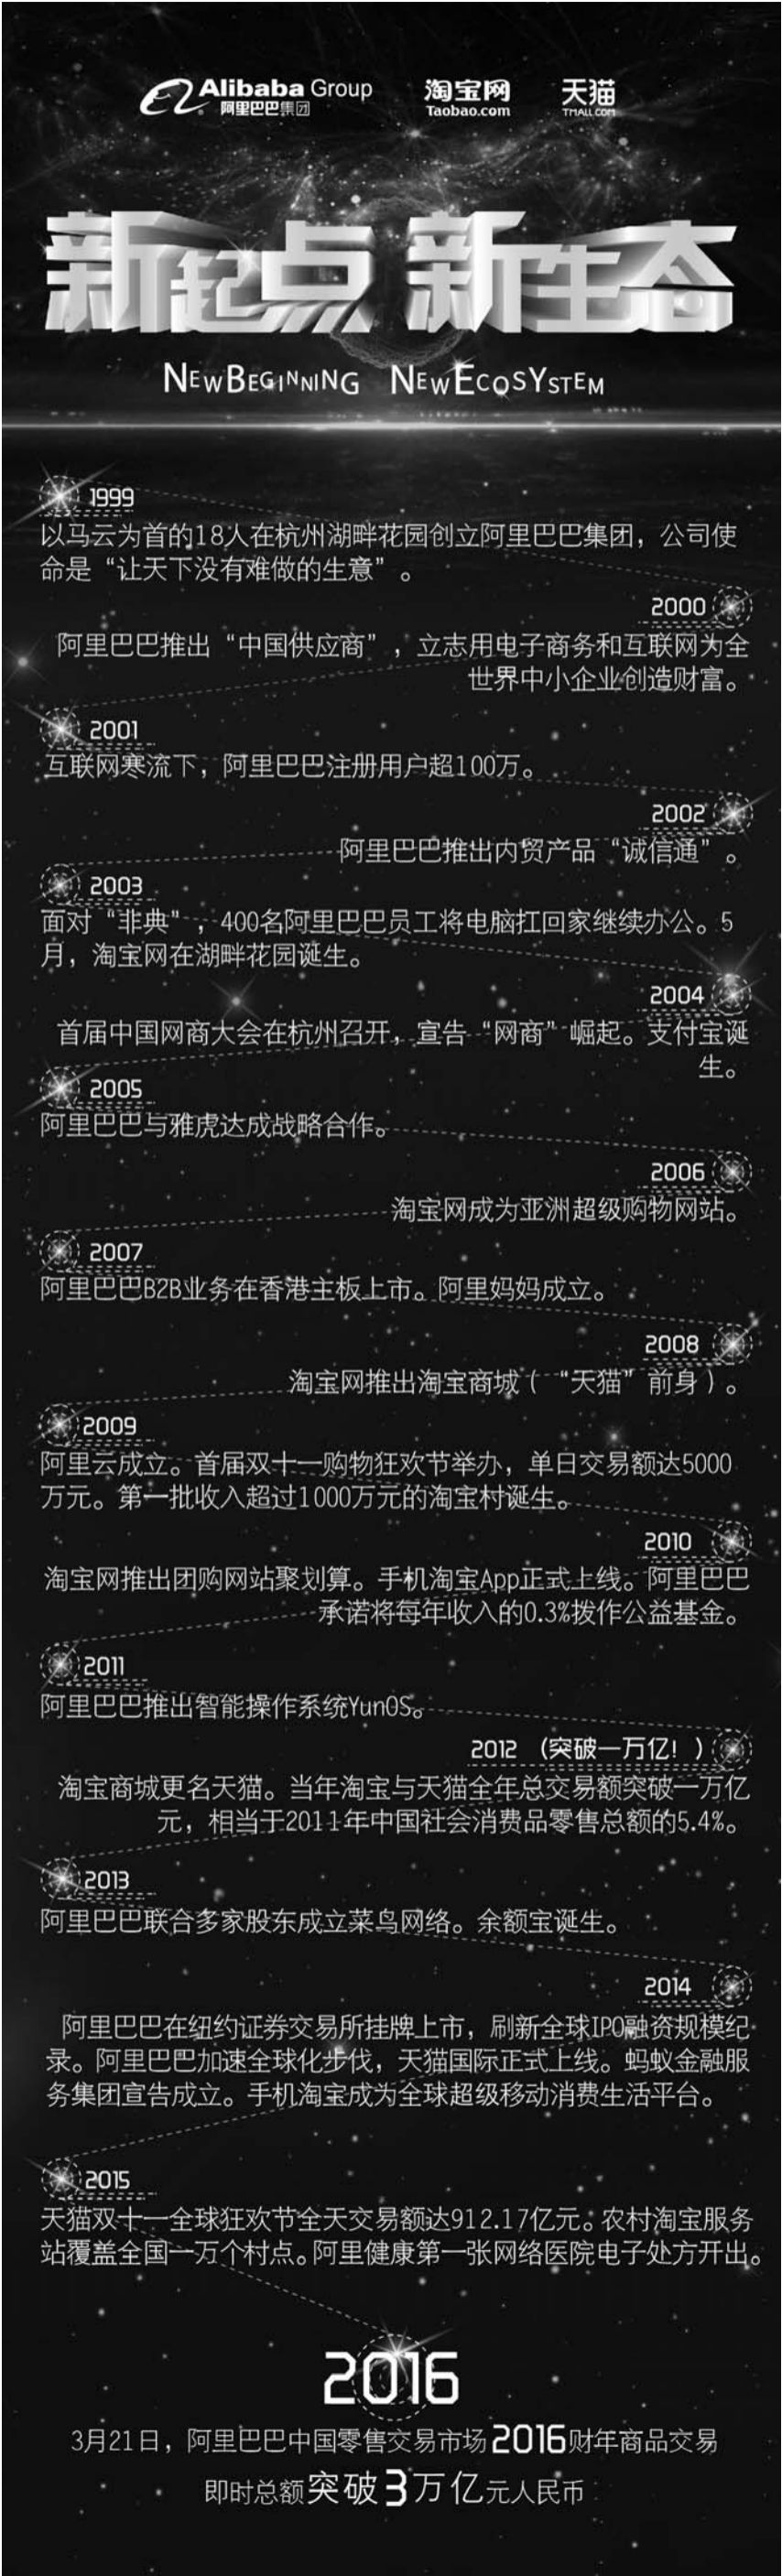 Alibaba Group
阿里巴巴集团
淘宝网
Taobao.com
天猫
TMALL.COM
新起点 新生态
NEWBEGINNING NEWECOSYSTEM
1999
以马云为首的18人在杭州湖畔花园创立阿里巴巴集团，公司使
命是“让天下没有难做的生意”。
2000
阿里巴巴推出“中国供应商”，立志用电子商务和互联网为全
世界中小企业创造财富。
2001
互联网寒流下，阿里巴巴注册用户超100万。
2002
阿里巴巴推出内贸产品“诚信通”。
2003
面对“非典”，400名阿里巴巴员工将电脑扛回家继续办公。5
月，淘宝网在湖畔花园诞生。
2004
首届中国网商大会在杭州召开，宣告“网商”崛起。支付宝诞
生。
2005
阿里巴巴与雅虎达成战略合作。
2006
淘宝网成为亚洲超级购物网站。
2007
阿里巴巴B2B业务在香港主板上市。阿里妈妈成立。
2008
淘宝网推出淘宝商城（“天猫”前身）。
2009
阿里云成立。首届双十一购物狂欢节举办，单日交易额达5000
万元。第一批收入超过1000万元的淘宝村诞生。
2010
淘宝网推出团购网站聚划算。手机淘宝App正式上线。阿里巴巴
承诺将每年收入的0.3%拨作公益基金。
2011
阿里巴巴推出智能操作系统YunOS。
2012 （突破一万亿！）
淘宝商城更名天猫。当年淘宝与天猫全年总交易额突破一万亿
元，相当于2011年中国社会消费品零售总额的5.4%。
2013
阿里巴巴联合多家股东成立菜鸟网络。余额宝诞生。
2014
阿里巴巴在纽约证券交易所挂牌上市，刷新全球IPO融资规模纪
录。阿里巴巴加速全球化步伐，天猫国际正式上线。蚂蚁金融服
务集团宣告成立。手机淘宝成为全球超级移动消费生活平台。
2015
天猫双十一全球狂欢节全天交易额达912.17亿元。农村淘宝服务
站覆盖全国一万个村点。阿里健康第一张网络医院电子处方开出。
2016
3月21日，阿里巴巴中国零售交易市场2016财年商品交易
即时总额突破3万亿元人民币